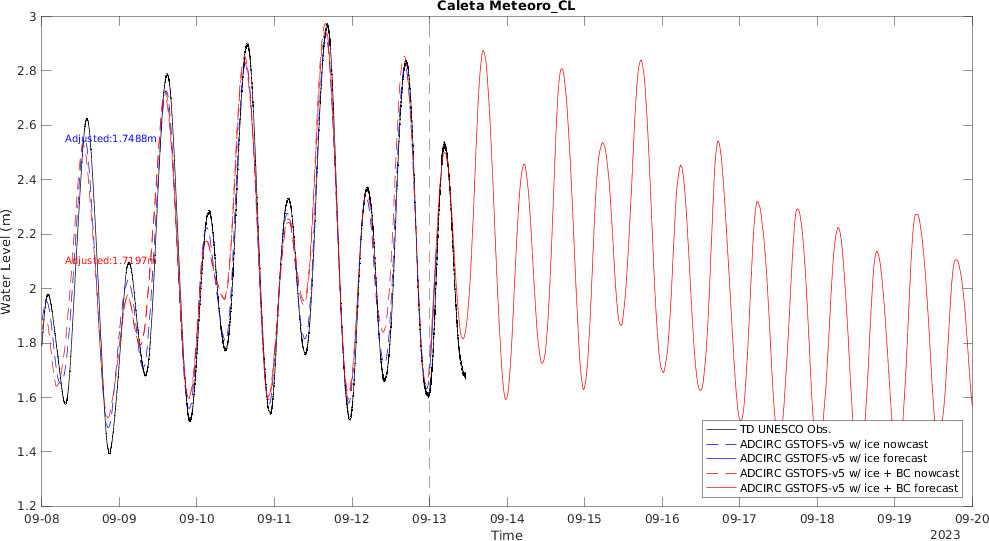 Caleta Meteoro_CL
3
2.8
2.6
2.4
2.2
2
1.8
1.6
1.4
1.2
Water Level (m)
Adjusted:1.7488m
Adjusted:1.7197m
TD UNESCO Obs.
ADCIRC GSTOFS-v5 w/ ice nowcast
ADCIRC GSTOFS-v5 w/ ice forecast
ADCIRC GSTOFS-v5 w/ ice + BC nowcast
ADCIRC GSTOFS-v5 w/ ice + BC forecast
09-08 09-09 09-10 09-11 09-12 09-13 09-14 09-15 09-16 09-17 09-18 09-19 09-20
Time
2023